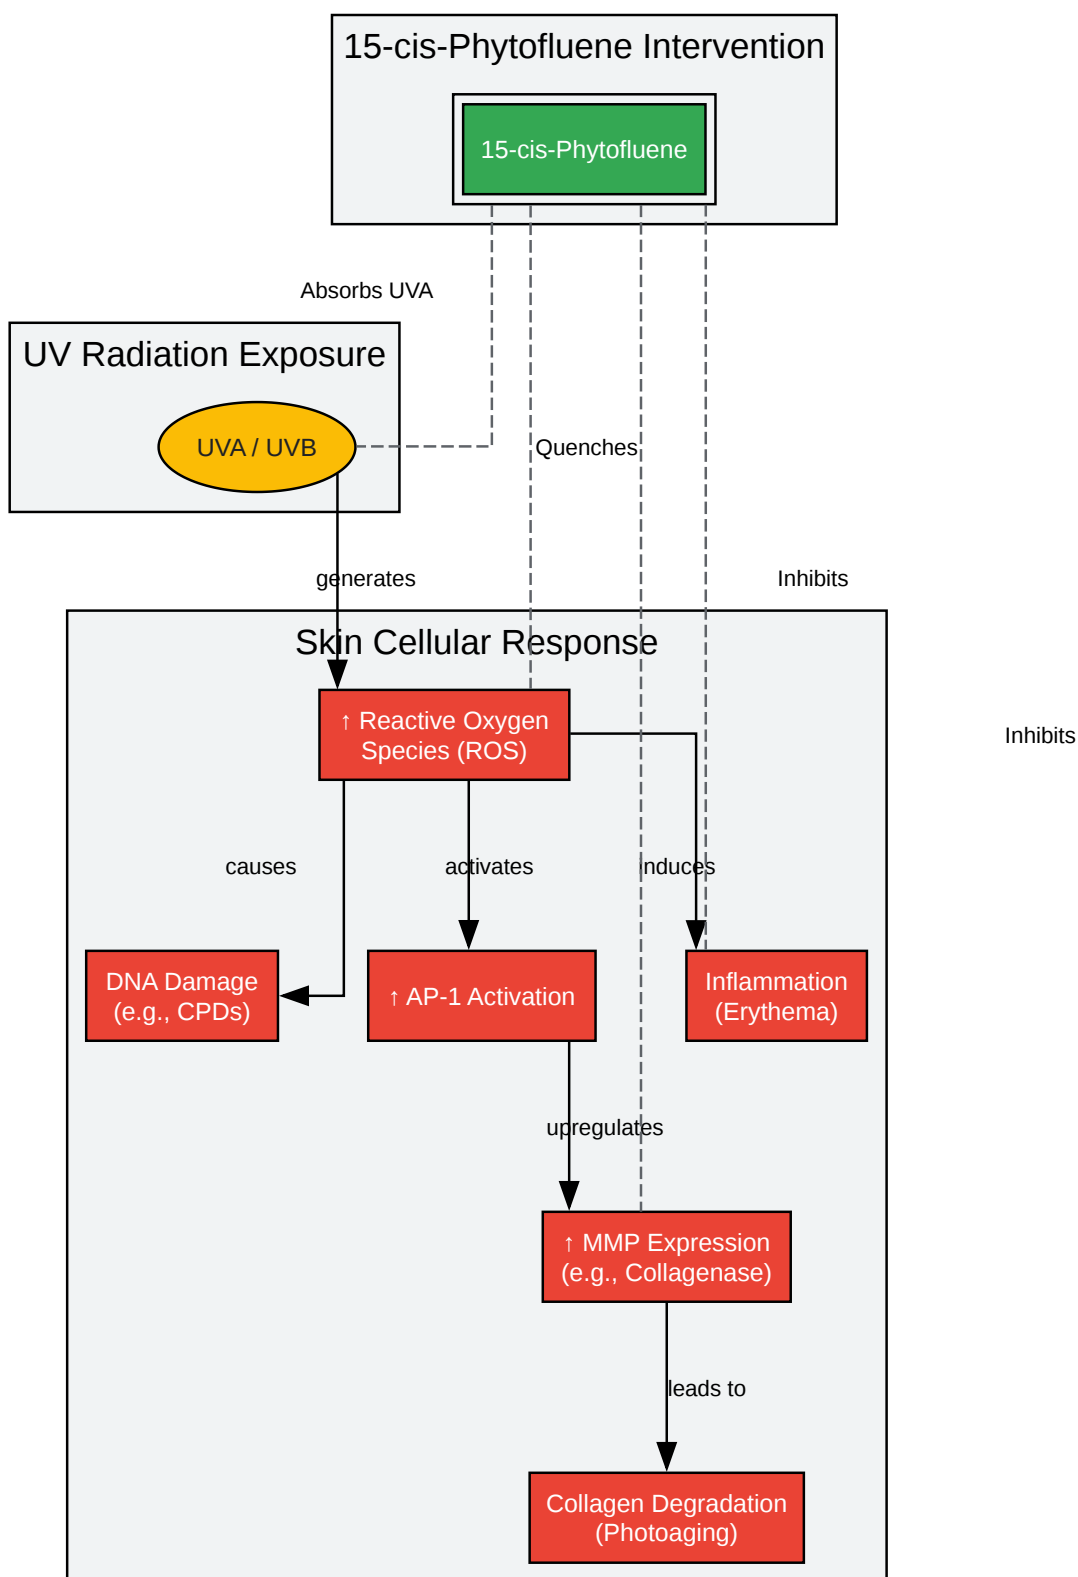 15-cis-Phytofluene Intervention
15-cis-Phytofluene
Absorbs UVA
UV Radiation Exposure
UVA / UVB
Quenches
generates
Inhibits
Skin Cellular Response
↑ Reactive Oxygen
Species (ROS)
Inhibits
causes
activates
induces
DNA Damage
(e.g., CPDs)
↑ AP-1 Activation
Inflammation
(Erythema)
upregulates
↑ MMP Expression
(e.g., Collagenase)
leads to
Collagen Degradation
(Photoaging)